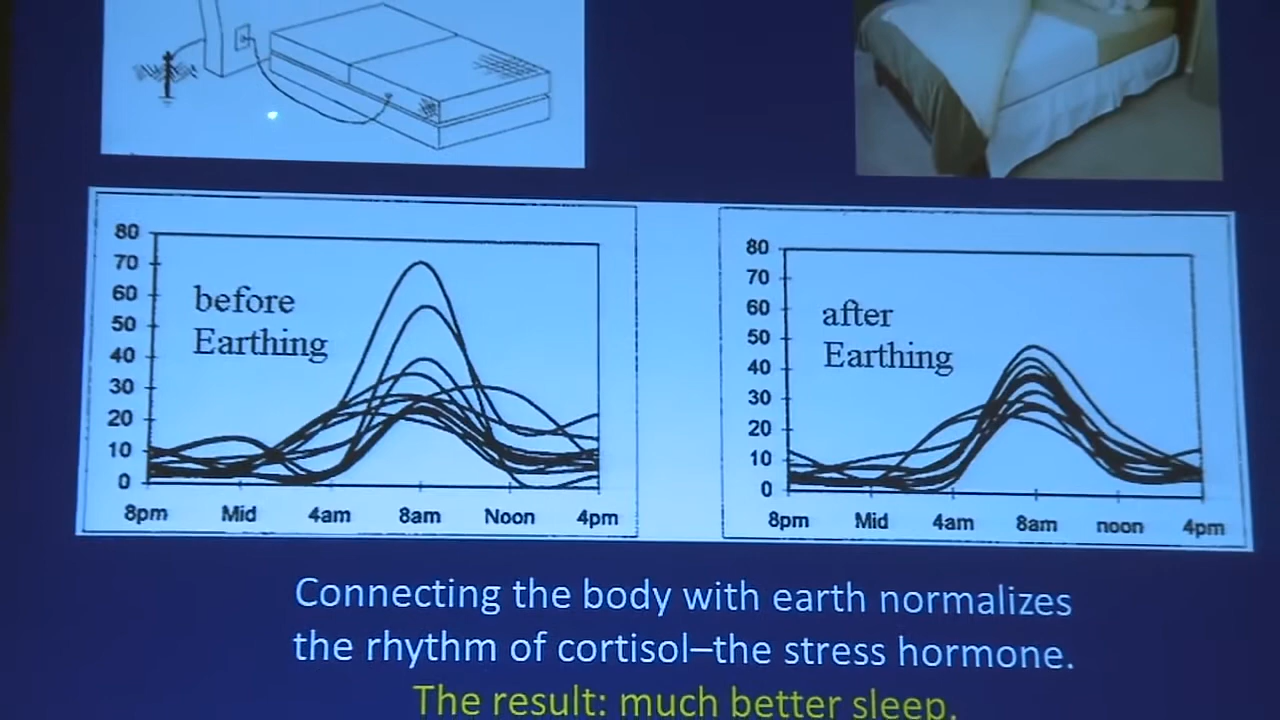 80
70
60
50
40
30
20
10
0
before
Earthing
8pm Mid 4am 8am Noon 4pm
80
70
60
50
40
30
20
10
0
after
Earthing
8pm Mid 4am 8am noon 4pm
Connecting the body with earth normalizes
the rhythm of cortisol–the stress hormone.
The result: much better sleep.